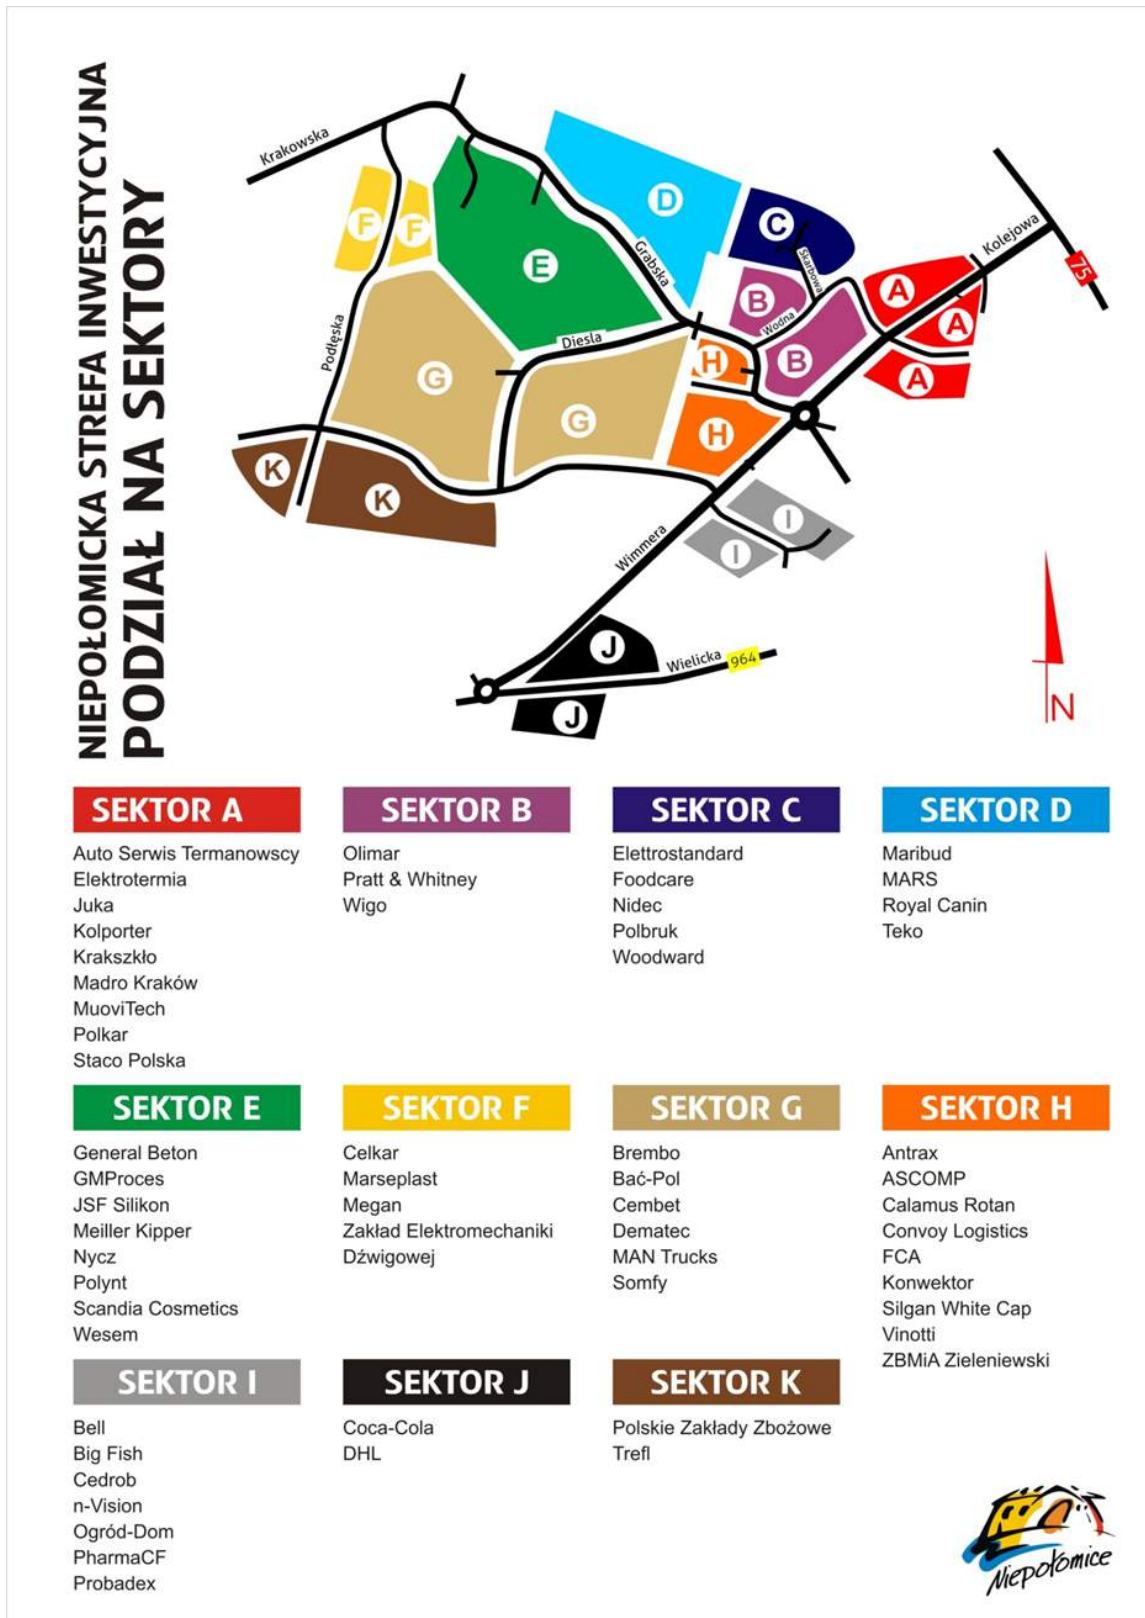 NIEPOŁOMICKA STREFA INWESTYCYJNA
PODZIAŁ NA SEKTORY
Krakowska
F
F
E
D
C
Grabska
Skarbowa
Kolejowa
75
B
Wodna
B
A
A
A
Podłęska
Diesla
G
G
H
H
K
K
I
I
Wimmera
J
Wielicka
964
J
N
SEKTOR A
Auto Serwis Termanowscy
Elektrotermia
Juka
Kolporter
Krakszkło
Madro Kraków
MuoviTech
Polkar
Staco Polska
SEKTOR B
Olimar
Pratt & Whitney
Wigo
SEKTOR C
Elettrostandard
Foodcare
Nidec
Polbruk
Woodward
SEKTOR D
Maribud
MARS
Royal Canin
Teko
SEKTOR E
General Beton
GMProces
JSF Silikon
Meiller Kipper
Nycz
Polynt
Scandia Cosmetics
Wesem
SEKTOR F
Celkar
Marseplast
Megan
Zakład Elektromechaniki
Dźwigowej
SEKTOR G
Brembo
Bać-Pol
Cembet
Dematec
MAN Trucks
Somfy
SEKTOR H
Antrax
ASCOMP
Calamus Rotan
Convoy Logistics
FCA
Konwektor
Silgan White Cap
Vinotti
ZBMiA Zieleniewski
SEKTOR I
Bell
Big Fish
Cedrob
n-Vision
Ogród-Dom
PharmaCF
Probadex
SEKTOR J
Coca-Cola
DHL
SEKTOR K
Polskie Zakłady Zbożowe
Trefl
Niepołomice